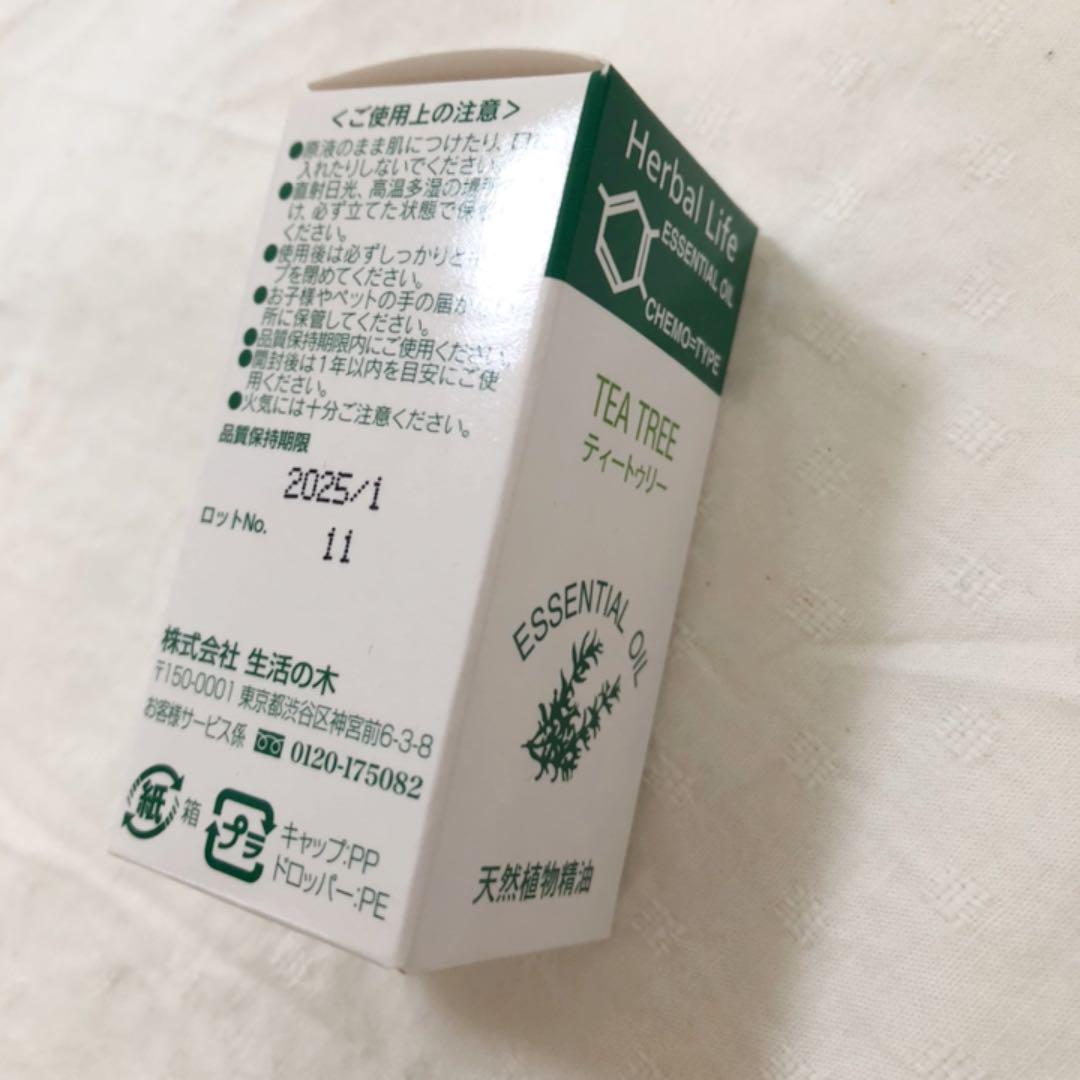 <ご使用上の注意>
●原液のまま肌につけたり、口に
入れたりしないでください。
●直射日光、高温多湿の場所
け、必ず立てた状態で保
ください。
●使用後は必ずしっかりと
プを閉めてください。
●お子様やペットの手の届か
所に保管してください。
●品質保持期限内にご使用ください。
●開封後は1年以内を目安にご使
用ください。
●火気には十分ご注意ください。
品質保持期限
2025/1
ロットNo.
11
株式会社 生活の木
〒150-0001 東京都渋谷区神宮前6-3-8
お客様サービス係 0120-175082
紙 箱
プラ キャップ:PP
ドロッパー:PE
Herbal Life
ESSENTIAL OIL
CHEMO=TYPE
TEA TREE
ティートゥリー
ESSENTIAL OIL
天然植物精油